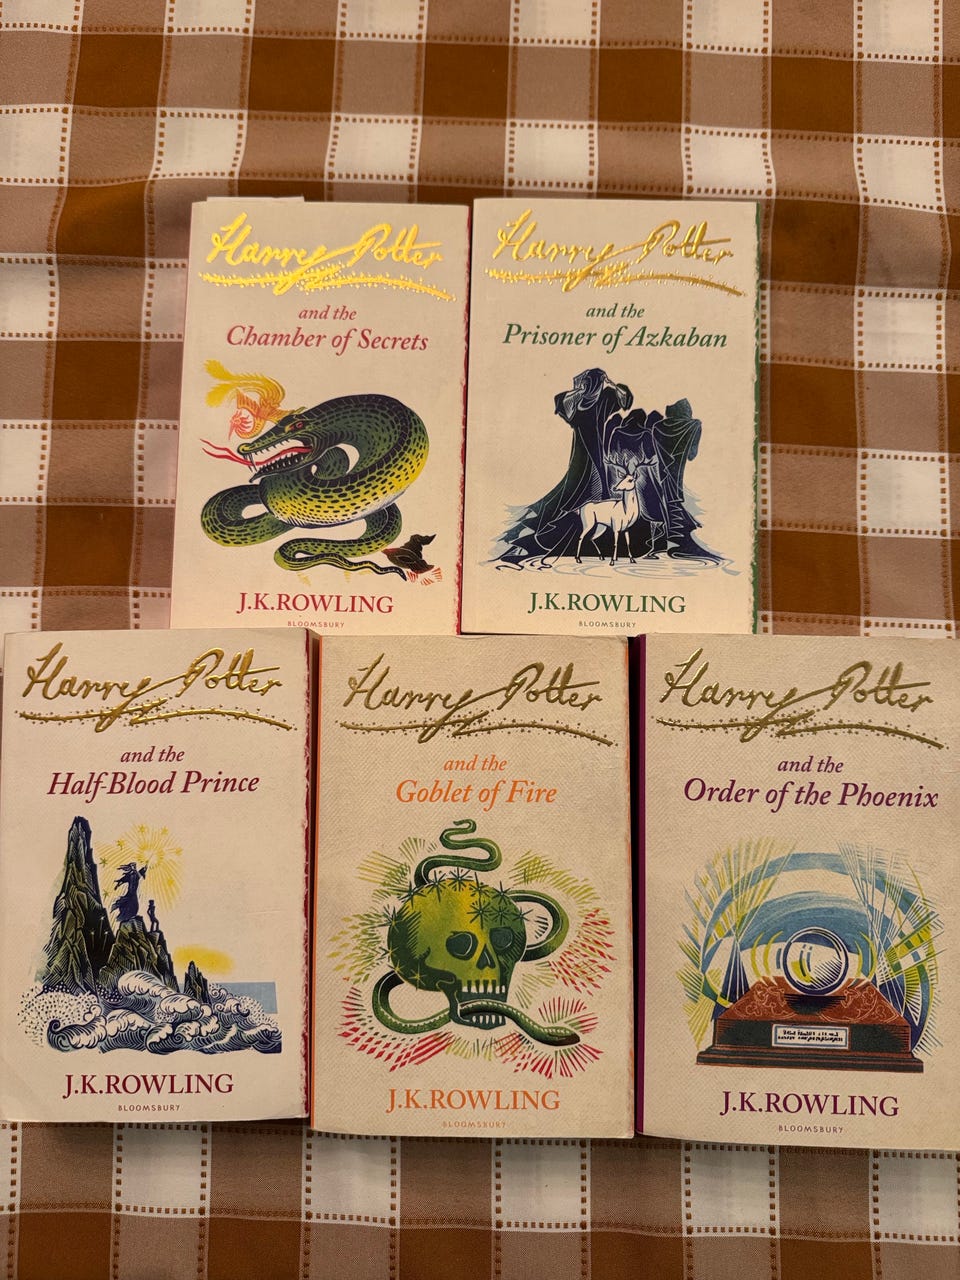 Harry Potter
and the
Chamber of Secrets
J.K.ROWLING
BLOOMSBURY
Harry Potter
and the
Prisoner of Azkaban
J.K.ROWLING
BLOOMSBURY
Harry Potter
and the
Half-Blood Prince
J.K.ROWLING
BLOOMSBURY
Harry Potter
and the
Goblet of Fire
J.K.ROWLING
BLOOMSBURY
Harry Potter
and the
Order of the Phoenix
J.K.ROWLING
BLOOMSBURY